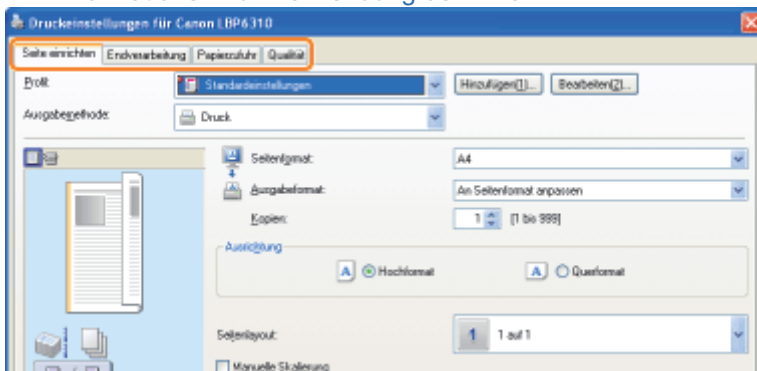 Druckeinstellungen für Canon LBP6310
Seite einrichten Endverarbeitung Papierzufuhr Qualität
Profil: Standardeinstellungen Hinzufügen(1)... Bearbeiten(2)...
Ausgabemethode: Druck
Seitenformat: A4
Ausgabeformat: An Seitenformat anpassen
Kopien: 1 [1 bis 999]
Ausrichtung
A Hochformat A Querformat
Seitenlayout: 1 1 auf 1
Manuelle Skalierung